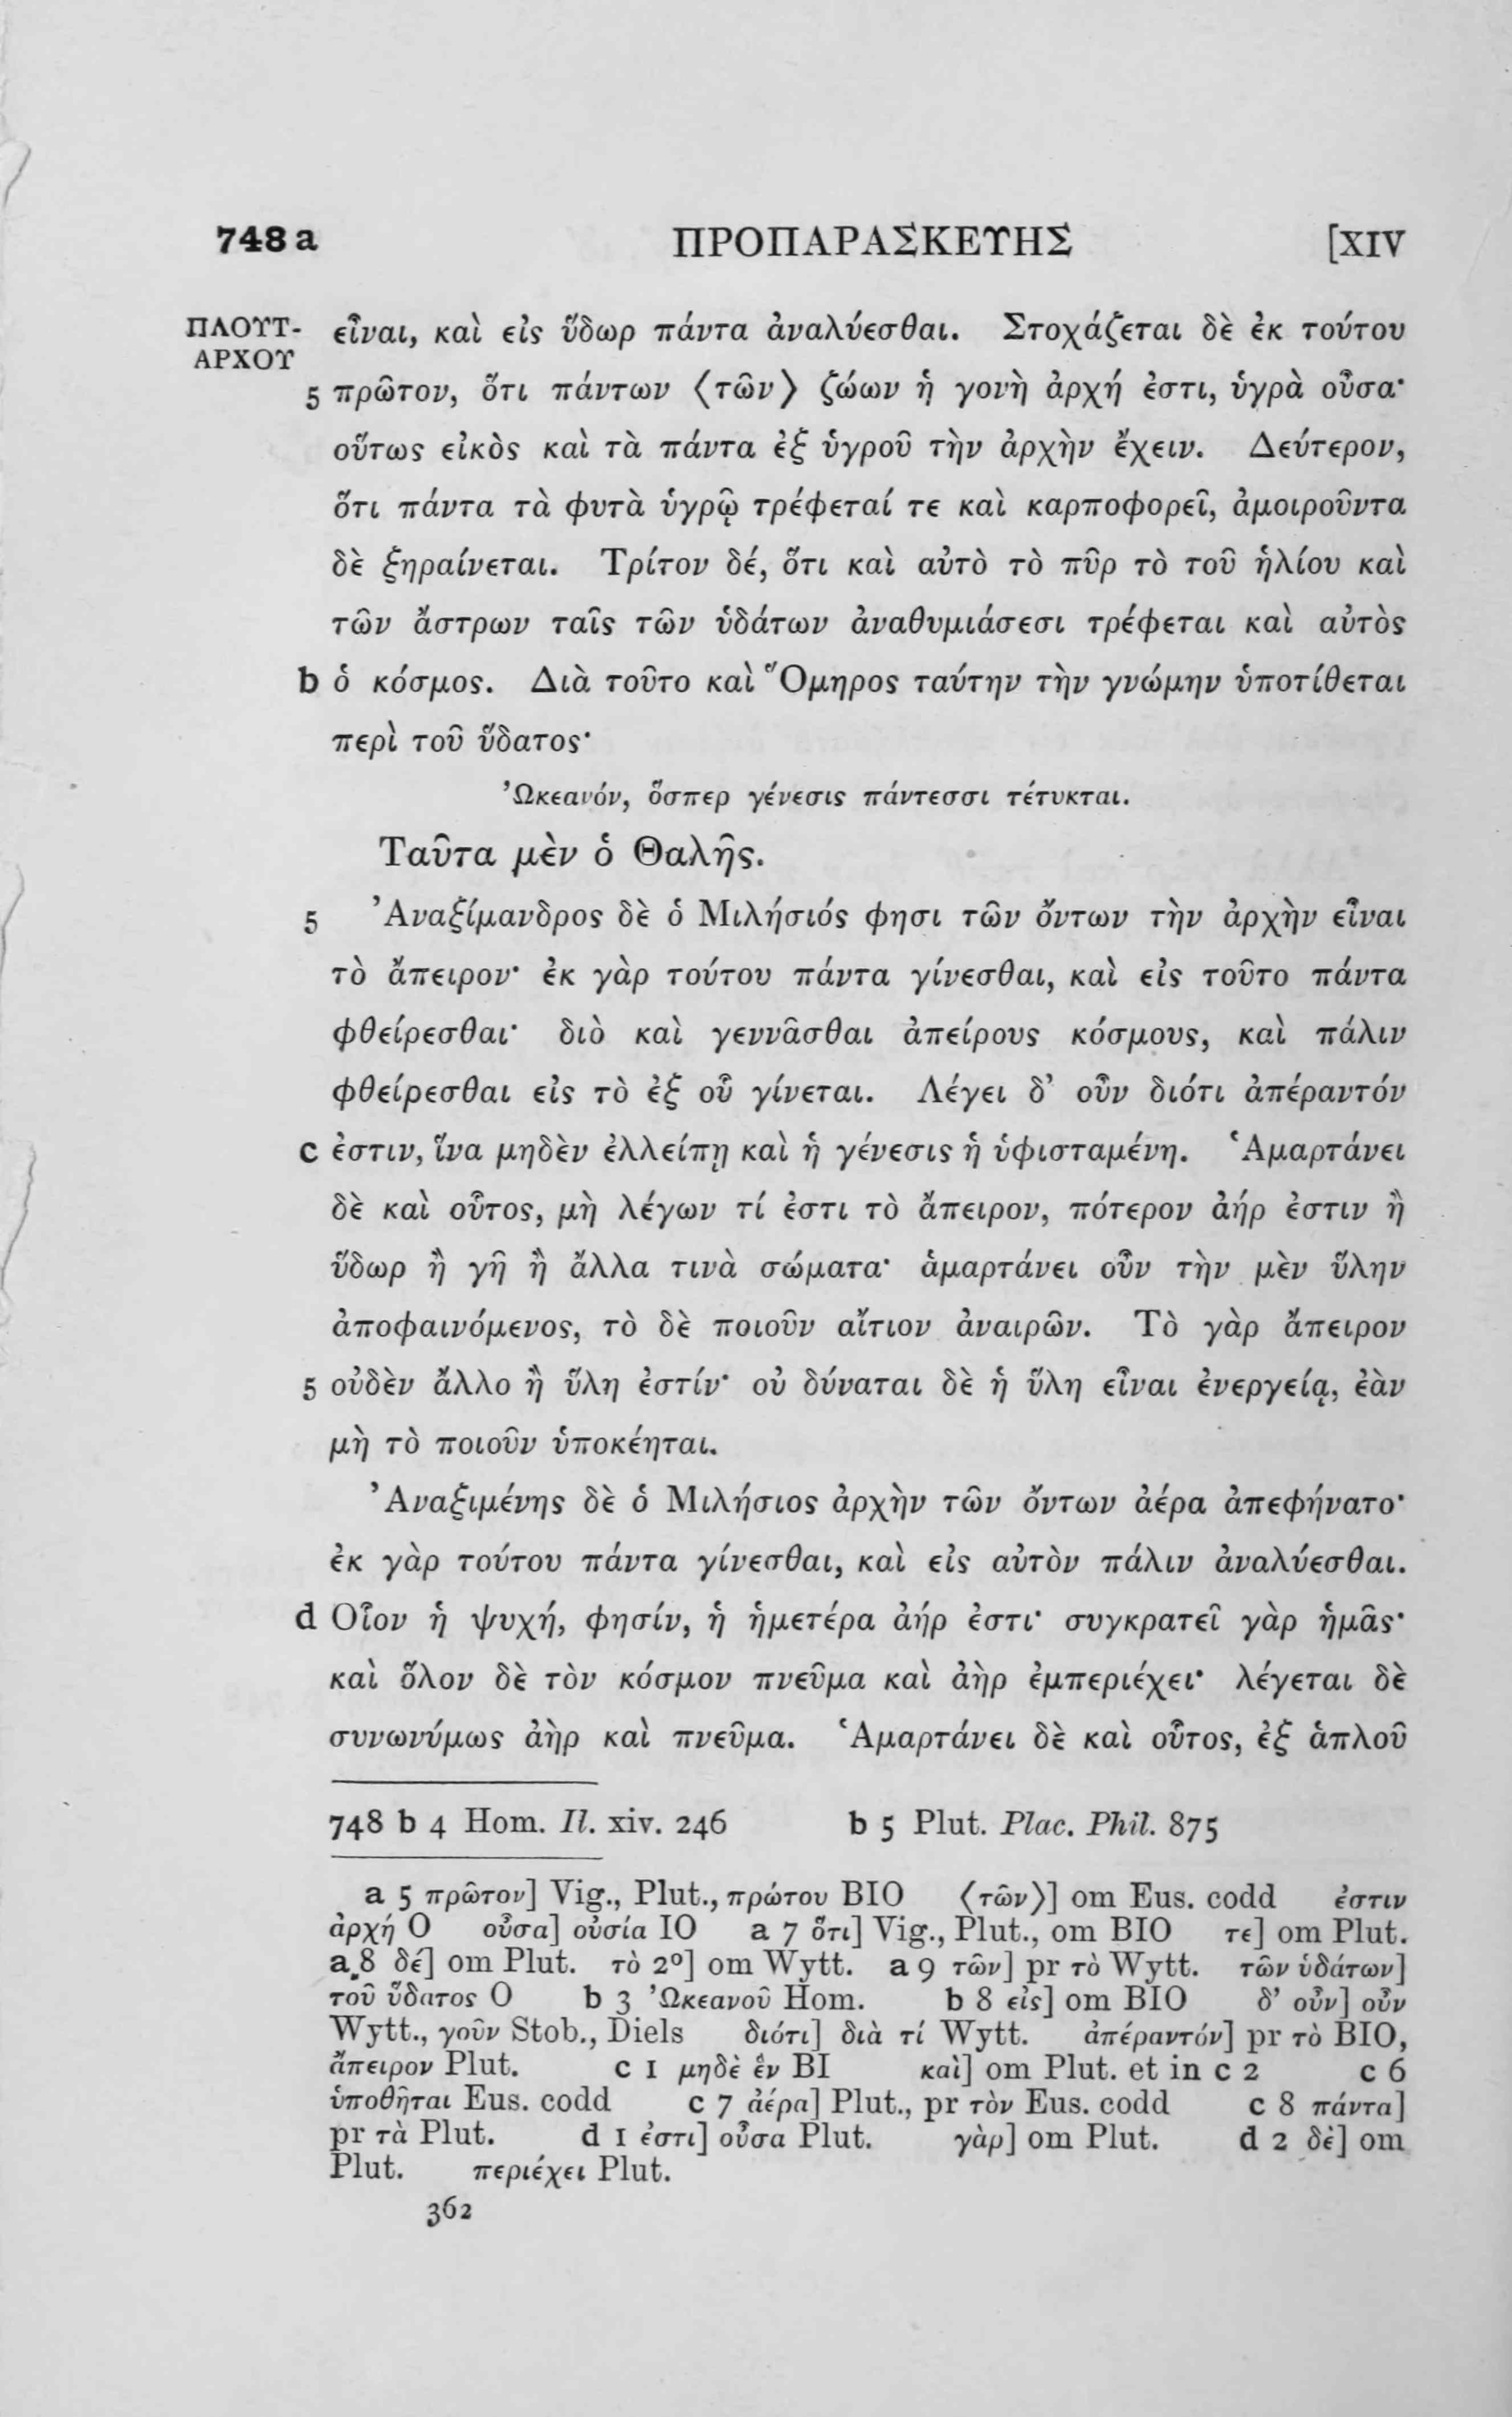 748 a ΠΡΟΠΑΡΑΣΚΕΥΗΣ [XIV
ΠΛΟΥΤ- εἶναι, καὶ εἰς ὕδωρ πάντα ἀναλύεσθαι. Στοχάζεται δὲ ἐκ τούτου
ΑΡΧΟΥ
5 πρῶτον, ὅτι πάντων ⟨τῶν⟩ ζώων ἡ γονὴ ἀρχή ἐστι, ὑγρὰ οὖσα·
οὕτως εἰκὸς καὶ τὰ πάντα ἐξ ὑγροῦ τὴν ἀρχὴν ἔχειν. Δεύτερον,
ὅτι πάντα τὰ φυτὰ ὑγρῷ τρέφεταί τε καὶ καρποφορεῖ, ἀμοιροῦντα
δὲ ξηραίνεται. Τρίτον δέ, ὅτι καὶ αὐτὸ τὸ πῦρ τὸ τοῦ ἡλίου καὶ
τῶν ἄστρων ταῖς τῶν ὑδάτων ἀναθυμιάσεσι τρέφεται καὶ αὐτὸς
b ὁ κόσμος. Διὰ τοῦτο καὶ Ὅμηρος ταύτην τὴν γνώμην ὑποτίθεται
περὶ τοῦ ὕδατος·
Ὠκεανόν, ὅσπερ γένεσις πάντεσσι τέτυκται.
Ταῦτα μὲν ὁ Θαλῆς.
5 Ἀναξίμανδρος δὲ ὁ Μιλήσιός φησι τῶν ὄντων τὴν ἀρχὴν εἶναι
τὸ ἄπειρον· ἐκ γὰρ τούτου πάντα γίνεσθαι, καὶ εἰς τοῦτο πάντα
φθείρεσθαι· διὸ καὶ γεννᾶσθαι ἀπείρους κόσμους, καὶ πάλιν
φθείρεσθαι εἰς τὸ ἐξ οὗ γίνεται. Λέγει δ’ οὖν διότι ἀπέραντόν
c ἐστιν, ἵνα μηδὲν ἐλλείπῃ καὶ ἡ γένεσις ἡ ὑφισταμένη. Ἁμαρτάνει
δὲ καὶ οὗτος, μὴ λέγων τί ἐστι τὸ ἄπειρον, πότερον ἀήρ ἐστιν ἢ
ὕδωρ ἢ γῆ ἢ ἄλλα τινὰ σώματα· ἁμαρτάνει οὖν τὴν μὲν ὕλην
ἀποφαινόμενος, τὸ δὲ ποιοῦν αἴτιον ἀναιρῶν. Τὸ γὰρ ἄπειρον
5 οὐδὲν ἄλλο ἢ ὕλη ἐστίν· οὐ δύναται δὲ ἡ ὕλη εἶναι ἐνεργείᾳ, ἐὰν
μὴ τὸ ποιοῦν ὑποκέηται.
Ἀναξιμένης δὲ ὁ Μιλήσιος ἀρχὴν τῶν ὄντων ἀέρα ἀπεφήνατο·
ἐκ γὰρ τούτου πάντα γίνεσθαι, καὶ εἰς αὐτὸν πάλιν ἀναλύεσθαι.
d Οἷον ἡ ψυχή, φησίν, ἡ ἡμετέρα ἀήρ ἐστι· συγκρατεῖ γὰρ ἡμᾶς·
καὶ ὅλον δὲ τὸν κόσμον πνεῦμα καὶ ἀὴρ ἐμπεριέχει· λέγεται δὲ
συνωνύμως ἀὴρ καὶ πνεῦμα. Ἁμαρτάνει δὲ καὶ οὗτος, ἐξ ἁπλοῦ
748 b 4 Hom. Il. xiv. 246 b 5 Plut. Plac. Phil. 875
a 5 πρῶτον] Vig., Plut., πρώτου BIO ⟨τῶν⟩] om Eus. codd ἐστιν
ἀρχή O οὖσα] οὐσία IO a 7 ὅτι] Vig., Plut., om BIO τε] om Plut.
a 8 δέ] om Plut. τὸ 2º] om Wytt. a 9 τῶν] pr τὸ Wytt. τῶν ὑδάτων]
τοῦ ὕδατος O b 3 Ὠκεανοῦ Hom. b 8 εἰς] om BIO δ’ οὖν] οὖν
Wytt., γοῦν Stob., Diels διότι] διὰ τί Wytt. ἀπέραντόν] pr τὸ BIO,
ἄπειρον Plut. c 1 μηδὲ ἓν BI καὶ] om Plut. et in c 2 c 6
ὑποθῆται Eus. codd c 7 ἀέρα] Plut., pr τὸν Eus. codd c 8 πάντα]
pr τὰ Plut. d 1 ἐστι] οὖσα Plut. γὰρ] om Plut. d 2 δὲ] om
Plut. περιέχει Plut.
362